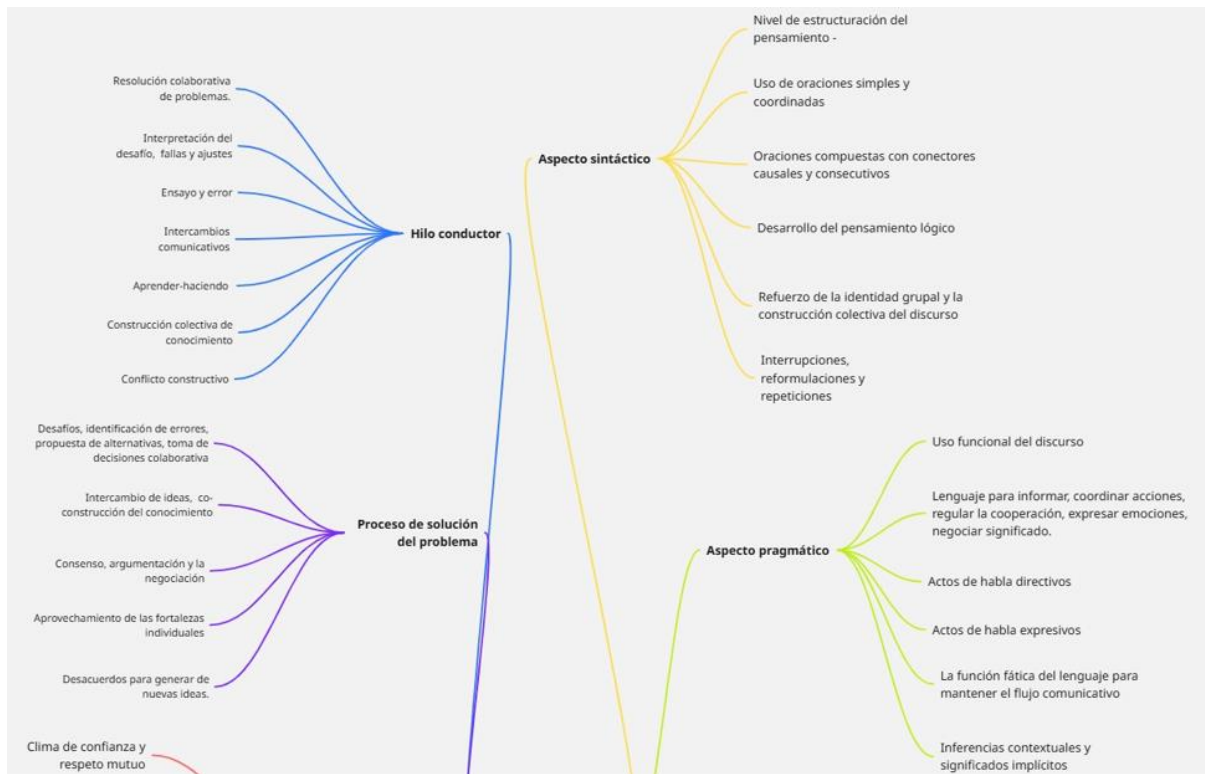 Hilo conductor
Resolución colaborativa
de problemas.
Interpretación del
desafío, fallas y ajustes
Ensayo y error
Intercambios
comunicativos
Aprender-haciendo
Construcción colectiva de
conocimiento
Conflicto constructivo
Proceso de solución
del problema
Desafíos, identificación de errores,
propuesta de alternativas, toma de
decisiones colaborativa
Intercambio de ideas, co-
construcción del conocimiento
Consenso, argumentación y la
negociación
Aprovechamiento de las fortalezas
individuales
Desacuerdos para generar de
nuevas ideas.
Clima de confianza y
respeto mutuo
Aspecto sintáctico
Nivel de estructuración del
pensamiento -
Uso de oraciones simples y
coordinadas
Oraciones compuestas con conectores
causales y consecutivos
Desarrollo del pensamiento lógico
Refuerzo de la identidad grupal y la
construcción colectiva del discurso
Interrupciones,
reformulaciones y
repeticiones
Aspecto pragmático
Uso funcional del discurso
Lenguaje para informar, coordinar acciones,
regular la cooperación, expresar emociones,
negociar significado.
Actos de habla directivos
Actos de habla expresivos
La función fática del lenguaje para
mantener el flujo comunicativo
Inferencias contextuales y
significados implícitos